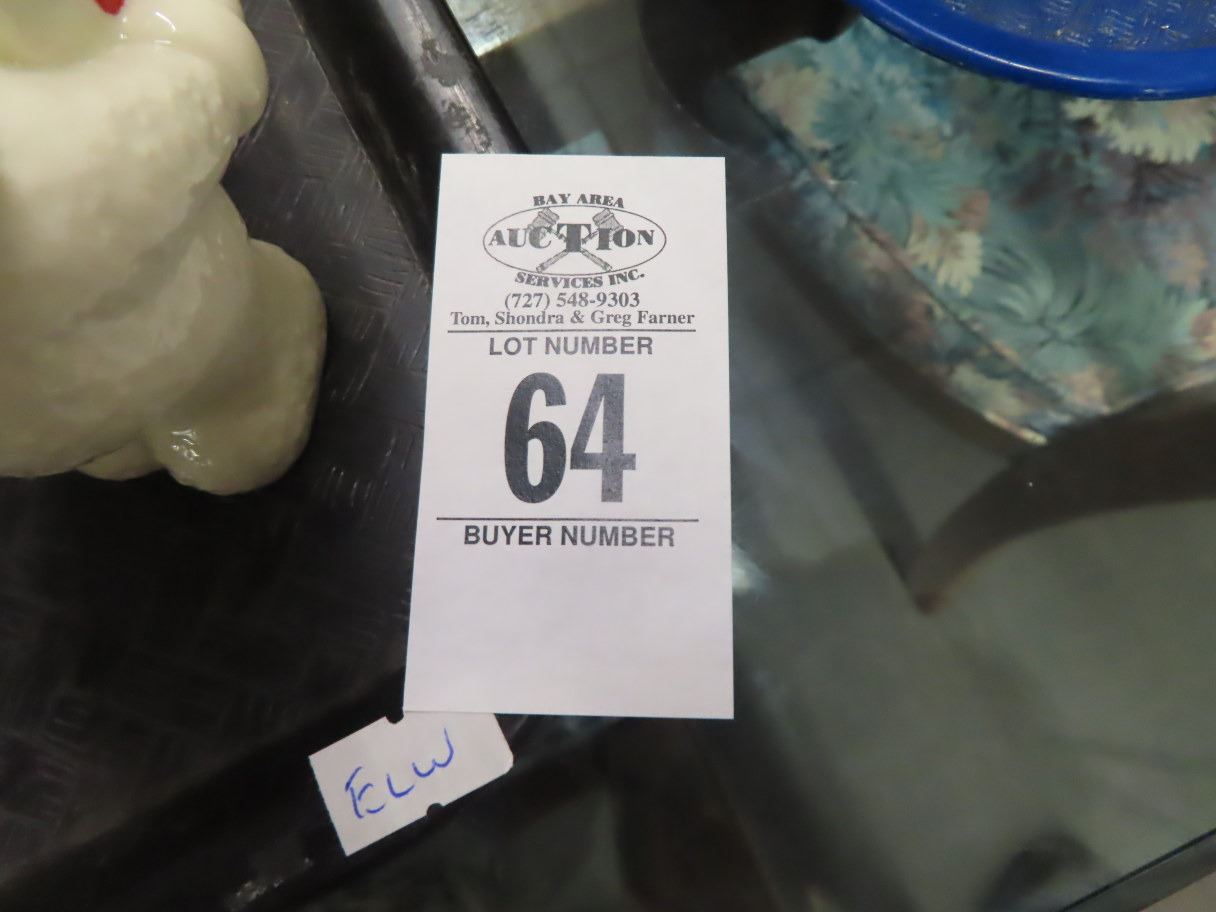 BAY AREA
AUCTION
SERVICES INC.
(727) 548-9303
Tom, Shondra & Greg Farner
LOT NUMBER
64
BUYER NUMBER
ELW